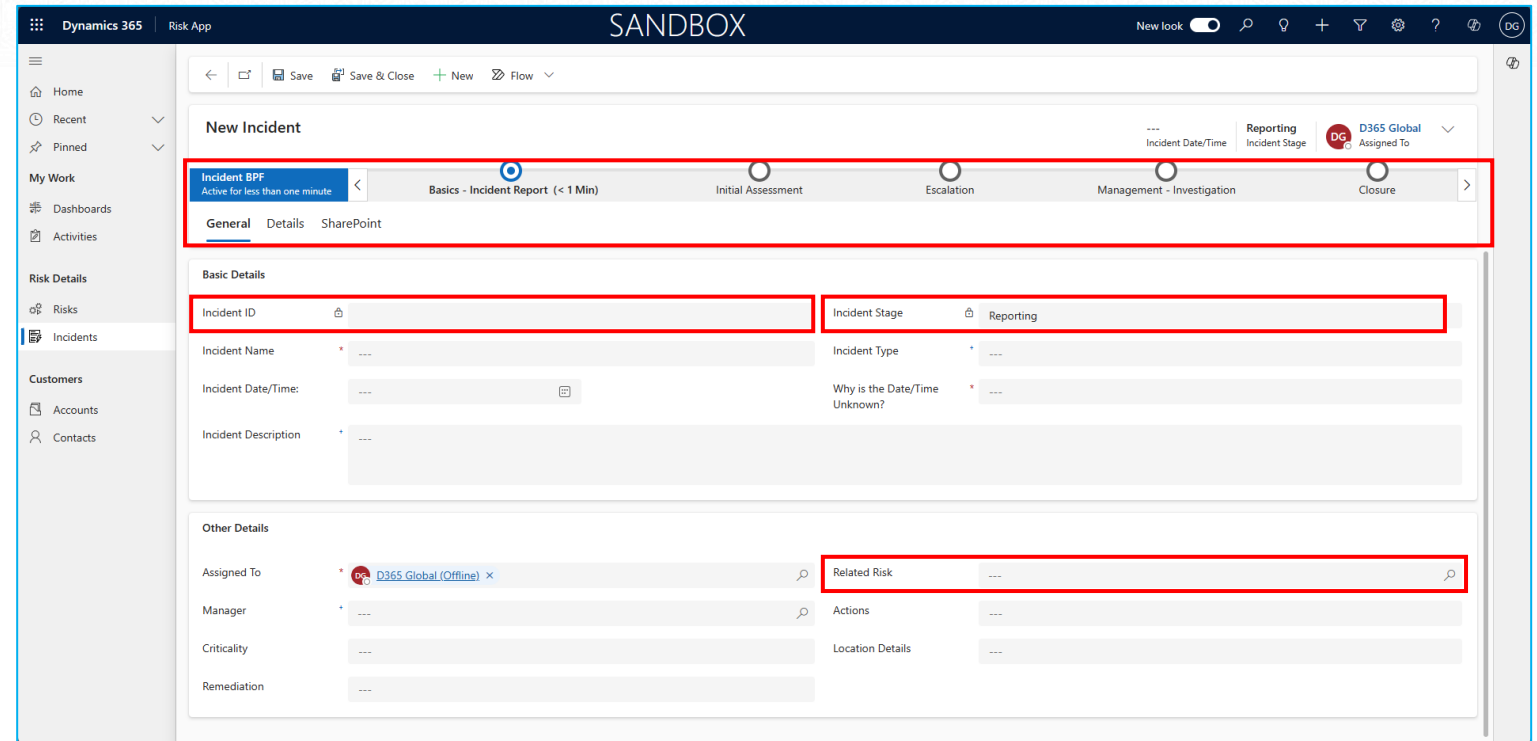 Dynamics 365 Risk App SANDBOX New look DG
Save Save & Close New Flow
Home
Recent
Pinned
My Work
Dashboards
Activities
Risk Details
Risks
Incidents
Customers
Accounts
Contacts
New Incident
---
Incident Date/Time
Reporting
Incident Stage
DG
D365 Global
Assigned To
Incident BPF
Active for less than one minute
Basics - Incident Report (< 1 Min) Initial Assessment Escalation Management - Investigation Closure
General Details SharePoint
Basic Details
Incident ID Incident Stage Reporting
Incident Name * --- Incident Type + ---
Incident Date/Time: --- Why is the Date/Time * ---
Unknown?
Incident Description + ---
Other Details
Assigned To * DG D365 Global (Offline) × Related Risk ---
Manager + --- Actions ---
Criticality --- Location Details ---
Remediation ---